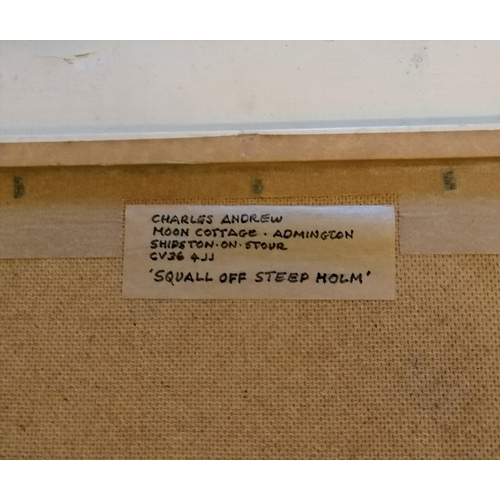 CHARLES ANDREW
MOON COTTAGE · ADMINGTON
SHIPSTON·ON·STOUR
CV36 4JJ
'SQUALL OFF STEEP HOLM'